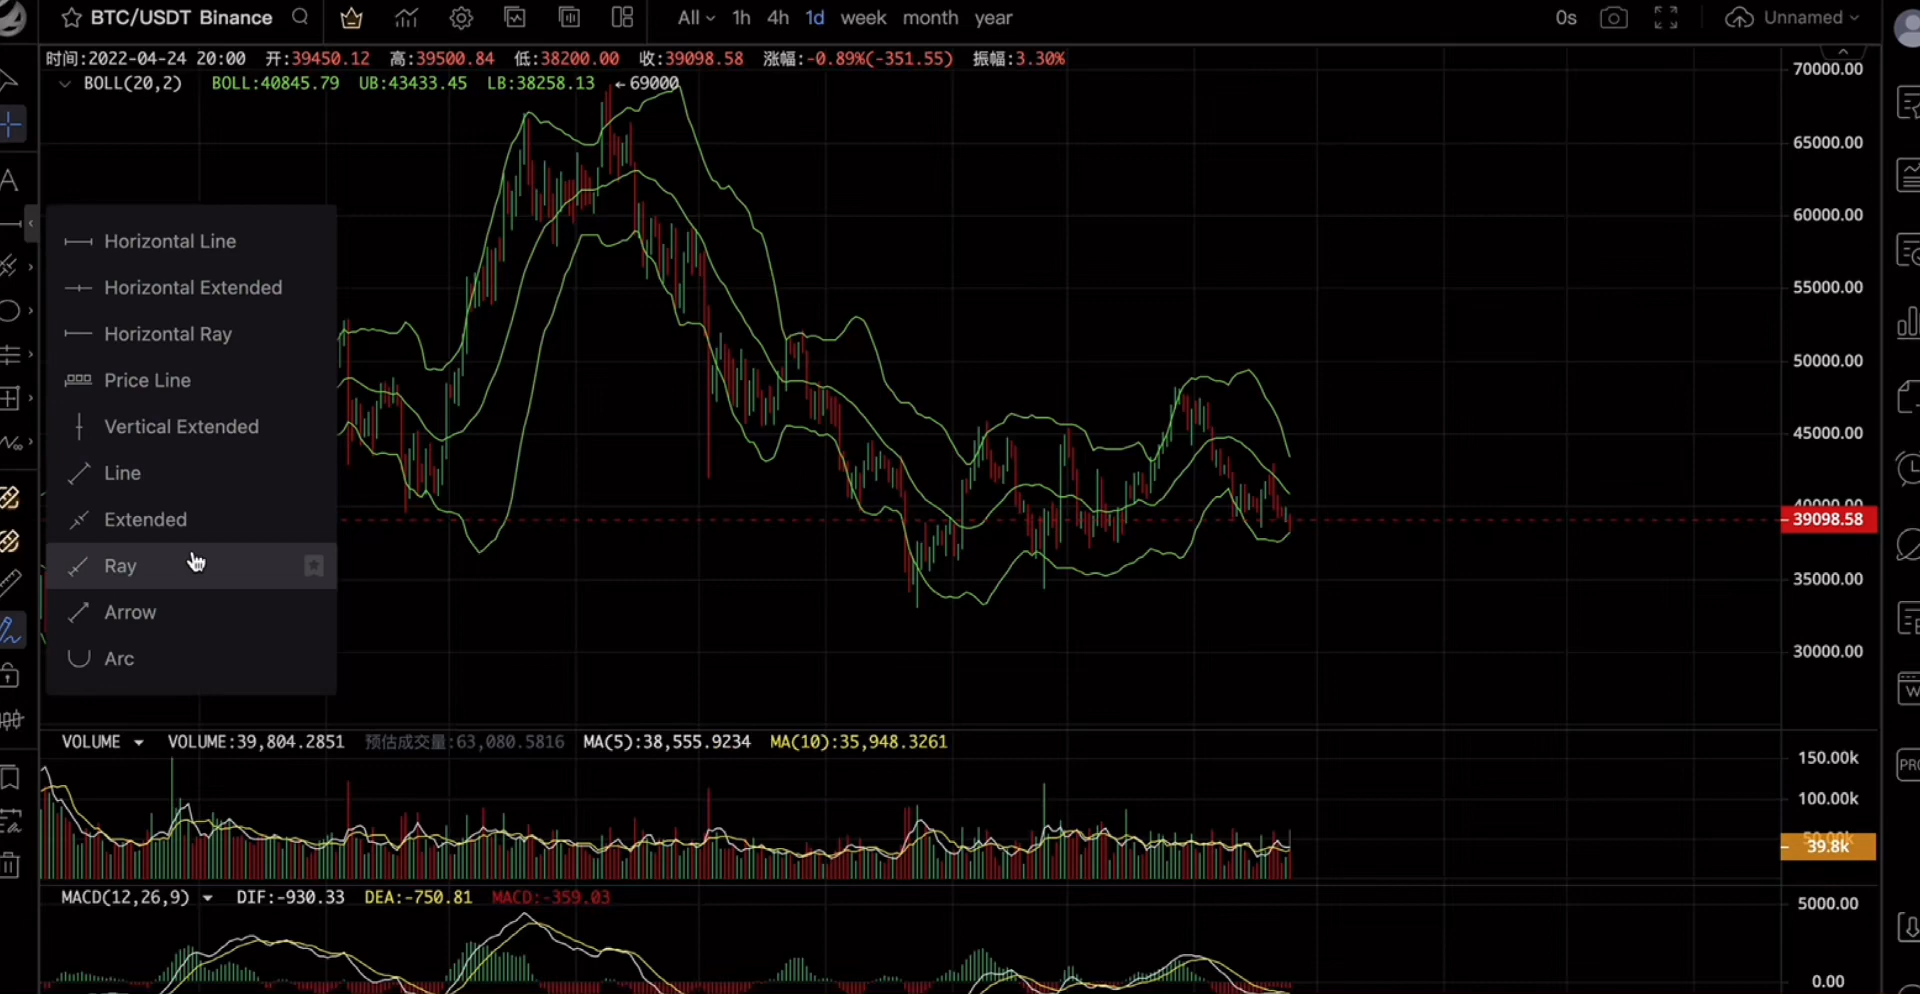 BTC/USDT Binance All 1h 4h 1d week month year 0s Unnamed
时间:2022-04-24 20:00 开:39450.12 高:39500.84 低:38200.00 收:39098.58 涨幅:-0.89%(-351.55) 振幅:3.30%
BOLL(20,2) BOLL:40845.79 UB:43433.45 LB:38258.13 ←69000
70000.00
65000.00
60000.00
55000.00
50000.00
45000.00
40000.00
39098.58
35000.00
30000.00
A
Horizontal Line
Horizontal Extended
Horizontal Ray
Price Line
Vertical Extended
Line
Extended
Ray
Arrow
Arc
VOLUME VOLUME:39,804.2851 预估成交量:63,080.5816 MA(5):38,555.9234 MA(10):35,948.3261
150.00k
100.00k
50.00k
39.8k
MACD(12,26,9) DIF:-930.33 DEA:-750.81 MACD:-359.03
5000.00
0.00